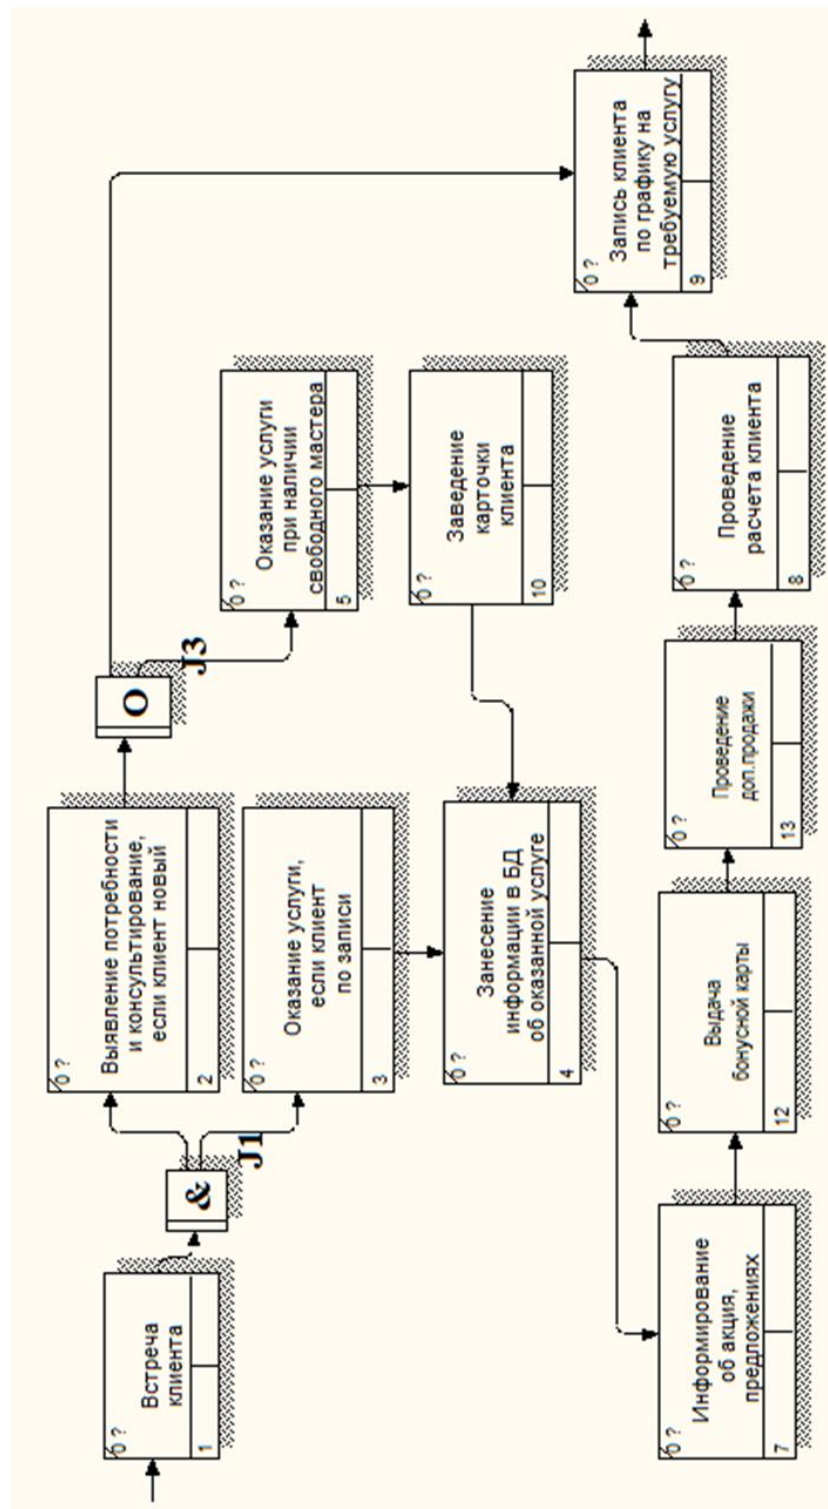 0 ?
Встреча
клиента
1
&
J1
0 ?
Выявление потребности
и консультирование,
если клиент новый
2
0 ?
Оказание услуги,
если клиент
по записи
3
O
J3
0 ?
Оказание услуги
при наличии
свободного мастера
5
0 ?
Заведение
карточки
клиента
10
0 ?
Занесение
информации в БД
об оказанной услуге
4
0 ?
Информирование
об акция,
предложениях
7
0 ?
Выдача
бонусной карты
12
0 ?
Проведение
доп.продажи
13
0 ?
Проведение
расчета клиента
8
0 ?
Запись клиента
по графику на
требуемую услугу
9